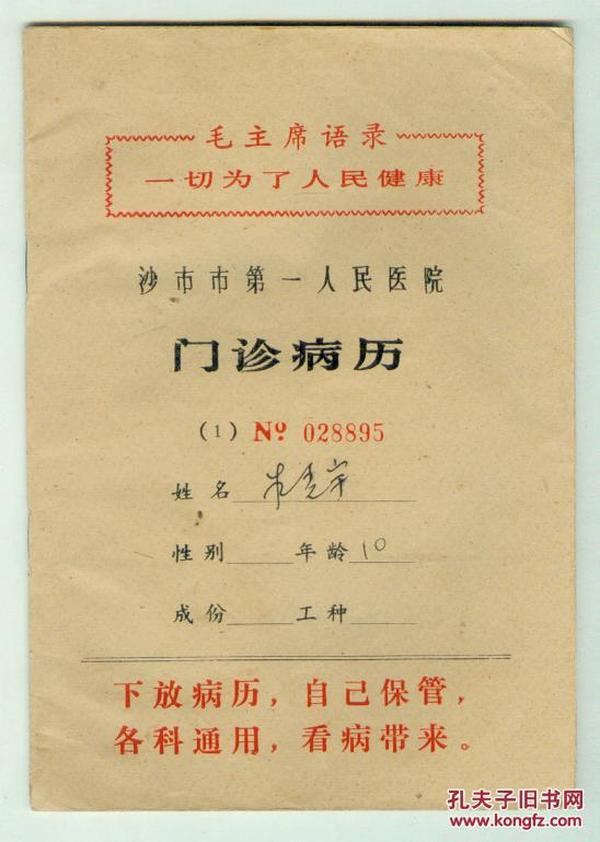 毛主席语录
一切为了人民健康
沙市市第一人民医院
门诊病历
(1) № 028895
姓名
性别 年龄 10
成份 工种
下放病历，自己保管，
各科通用，看病带来。
孔夫子旧书网
www.kongfz.com